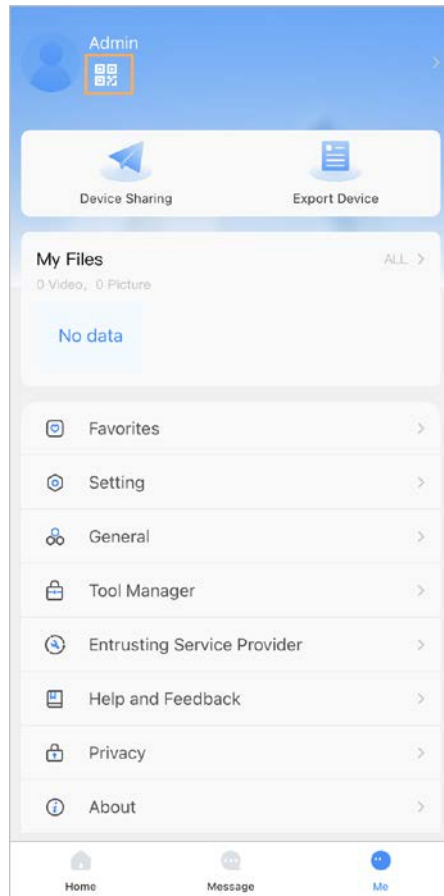 Admin
Device Sharing
Export Device
My Files
ALL >
0 Video, 0 Picture
No data
Favorites
Setting
General
Tool Manager
Entrusting Service Provider
Help and Feedback
Privacy
About
Home
Message
Me